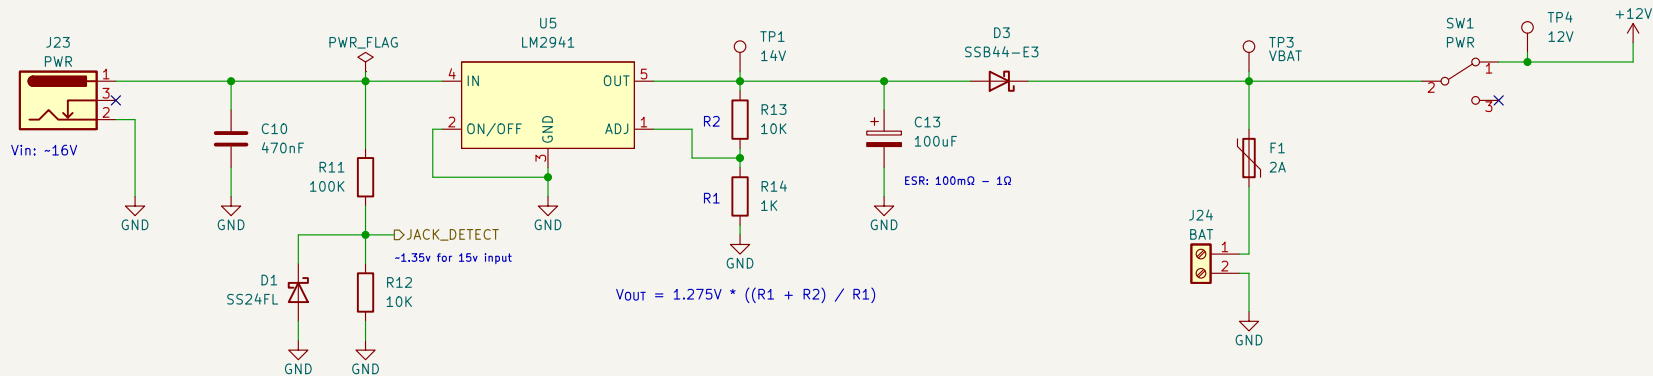 J23
PWR
1
3
2
Vin: ~16V
GND
C10
470nF
GND
PWR_FLAG
R11
100K
JACK_DETECT
~1.35v for 15v input
D1
SS24FL
GND
R12
10K
GND
U5
LM2941
4 IN
OUT 5
2 ON/OFF
GND
ADJ 1
3
GND
TP1
14V
R2
R13
10K
R1
R14
1K
GND
VOUT = 1.275V * ((R1 + R2) / R1)
+
C13
100uF
ESR: 100mΩ - 1Ω
GND
D3
SSB44-E3
TP3
VBAT
F1
2A
J24
BAT
1
2
GND
SW1
PWR
2
1
3
TP4
12V
+12V